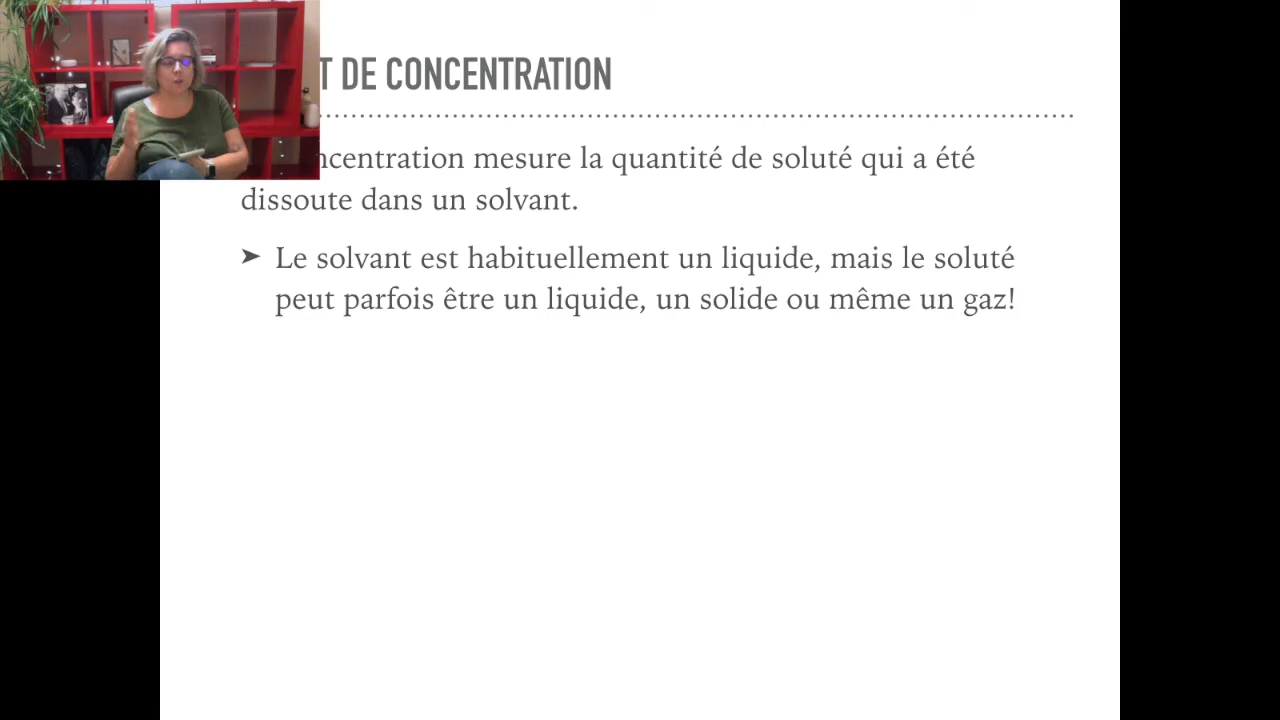 T DE CONCENTRATION
ncentration mesure la quantité de soluté qui a été
dissoute dans un solvant.
➤ Le solvant est habituellement un liquide, mais le soluté
peut parfois être un liquide, un solide ou même un gaz!